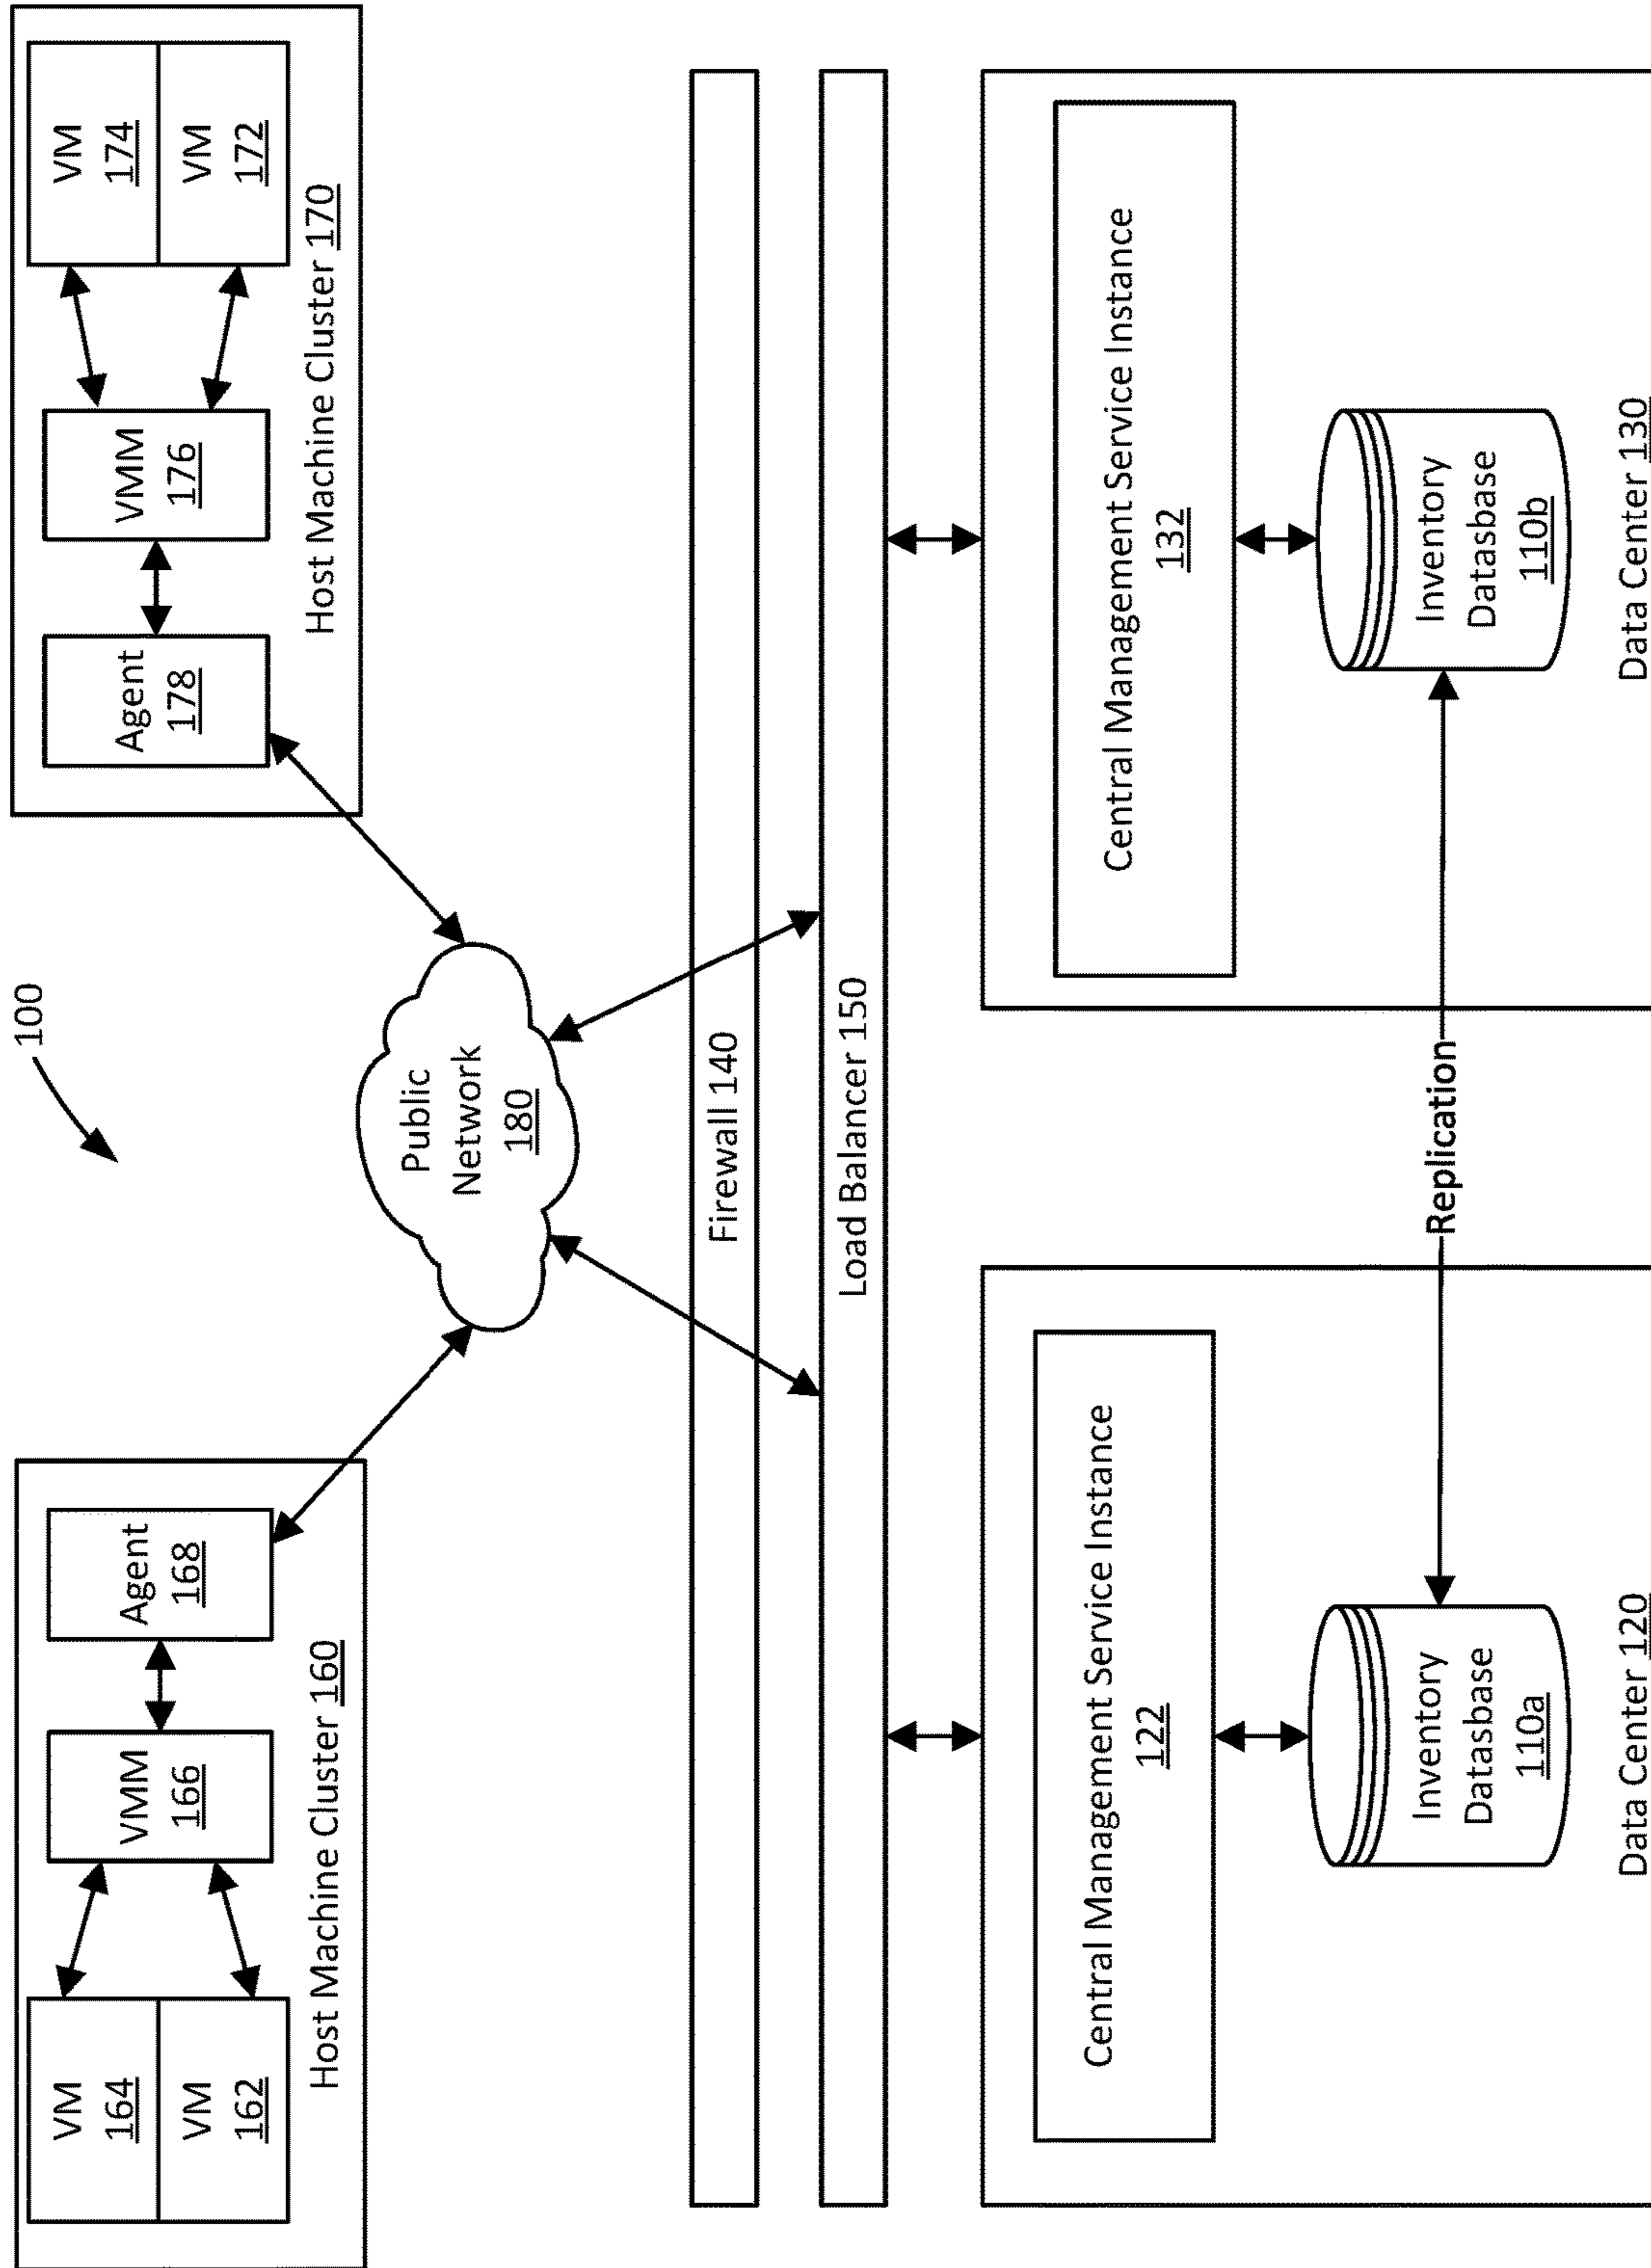 100
VM
164
VM
162
VMM
166
Agent
168
Host Machine Cluster 160
Agent
178
VMM
176
VM
174
VM
172
Host Machine Cluster 170
Public
Network
180
Firewall 140
Load Balancer 150
Central Management Service Instance
122
Inventory
Datasbase
110a
Data Center 120
Replication
Central Management Service Instance
132
Inventory
Datasbase
110b
Data Center 130